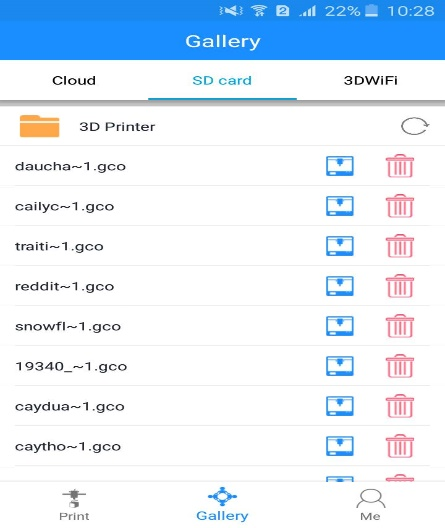 2 22% 10:28
Gallery
Cloud SD card 3DWiFi
3D Printer
daucha~1.gco
cailyc~1.gco
traiti~1.gco
reddit~1.gco
snowfl~1.gco
19340_~1.gco
caydua~1.gco
caytho~1.gco
Print Gallery Me